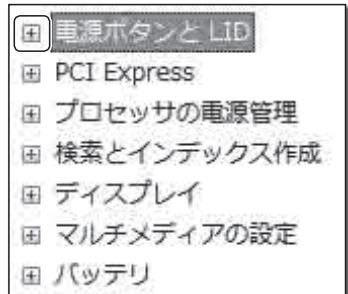 電源ボタンと LID
PCI Express
プロセッサの電源管理
検索とインデックス作成
ディスプレイ
マルチメディアの設定
バッテリ